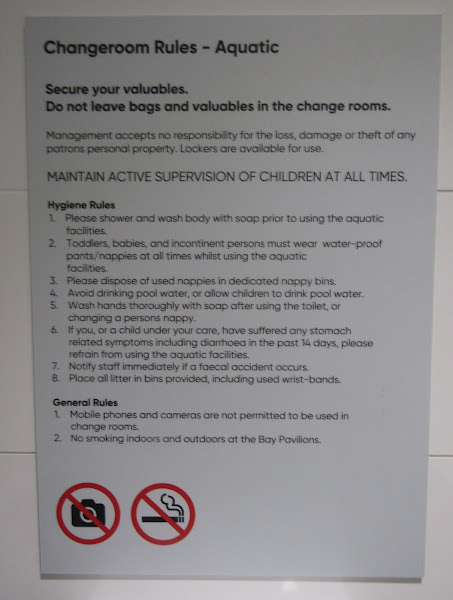 Changeroom Rules - Aquatic
Secure your valuables.
Do not leave bags and valuables in the change rooms.
Management accepts no responsibility for the loss, damage or theft of any
patrons personal property. Lockers are available for use.
MAINTAIN ACTIVE SUPERVISION OF CHILDREN AT ALL TIMES.
Hygiene Rules
1. Please shower and wash body with soap prior to using the aquatic
facilities.
2. Toddlers, babies, and incontinent persons must wear water-proof
pants/nappies at all times whilst using the aquatic
facilities.
3. Please dispose of used nappies in dedicated nappy bins.
4. Avoid drinking pool water, or allow children to drink pool water.
5. Wash hands thoroughly with soap after using the toilet, or
changing a persons nappy.
6. If you, or a child under your care, have suffered any stomach
related symptoms including diarrhoea in the past 14 days, please
refrain from using the aquatic facilities.
7. Notify staff immediately if a faecal accident occurs.
8. Place all litter in bins provided, including used wrist-bands.
General Rules
1. Mobile phones and cameras are not permitted to be used in
change rooms.
2. No smoking indoors and outdoors at the Bay Pavilions.